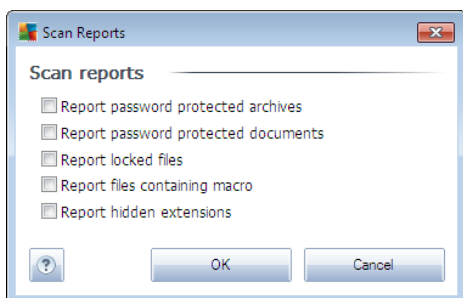 Scan Reports
Scan reports
Report password protected archives
Report password protected documents
Report locked files
Report files containing macro
Report hidden extensions
?
OK
Cancel